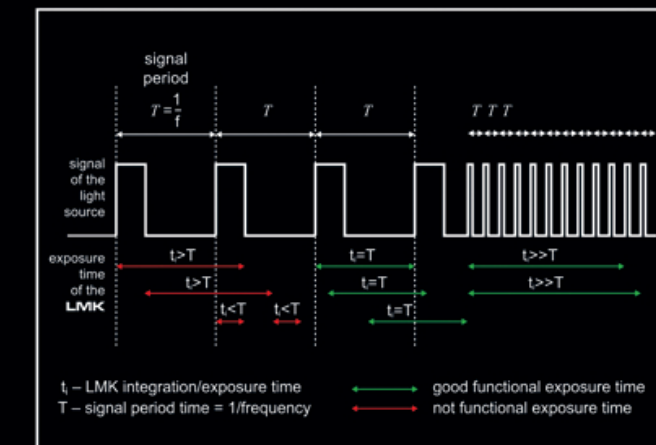 signal
period
T = 1/f
T
T
T T T
signal
of the
light
source
exposure
time
of the
LMK
tᵢ>T
tᵢ=T
tᵢ>>T
tᵢ>T
tᵢ=T
tᵢ>>T
tᵢ<T
tᵢ<T
tᵢ=T
tᵢ – LMK integration/exposure time
good functional exposure time
T – signal period time = 1/frequency
not functional exposure time